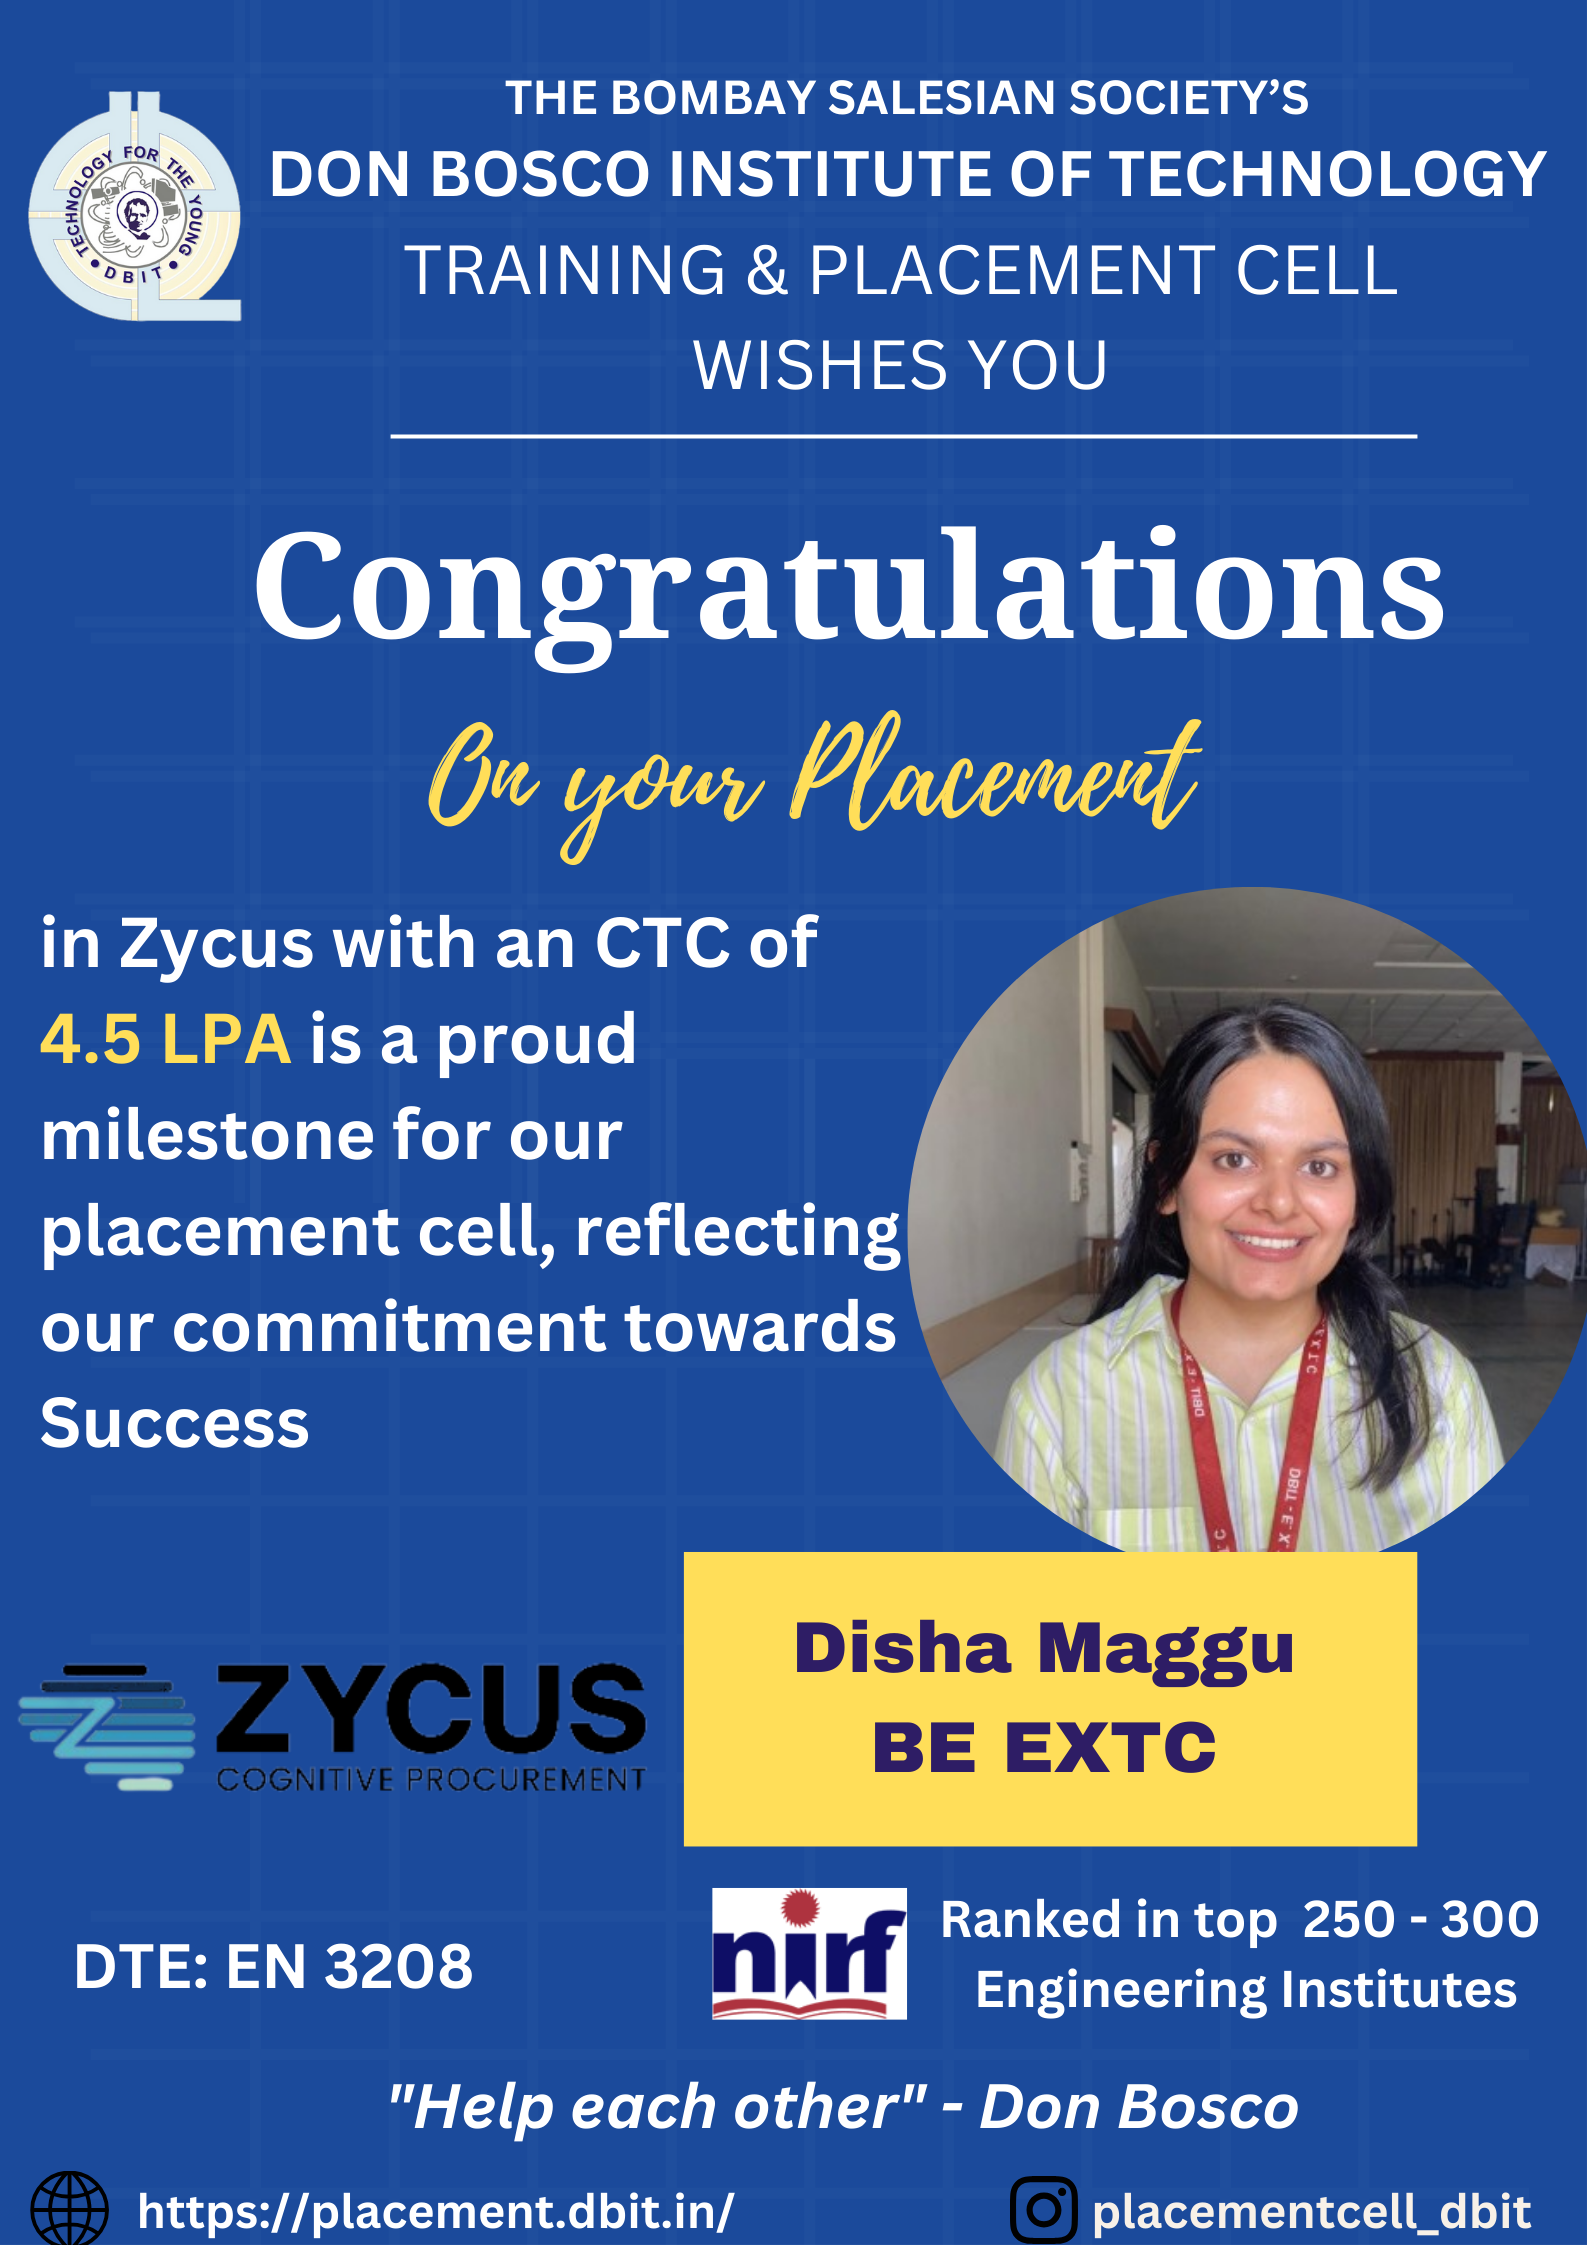 THE BOMBAY SALESIAN SOCIETY'S
DON BOSCO INSTITUTE OF TECHNOLOGY
TRAINING & PLACEMENT CELL
WISHES YOU
TECHNOLOGY FOR THE YOUNG
• DBIT •
Congratulations
On your Placement
in Zycus with an CTC of
4.5 LPA is a proud
milestone for our
placement cell, reflecting
our commitment towards
Success
DBIT
DBIT - E.X.
XTC
Disha Maggu
BE EXTC
ZYCUS
COGNITIVE PROCUREMENT
DTE: EN 3208
nirf
Ranked in top 250 - 300
Engineering Institutes
"Help each other" - Don Bosco
https://placement.dbit.in/
placementcell_dbit